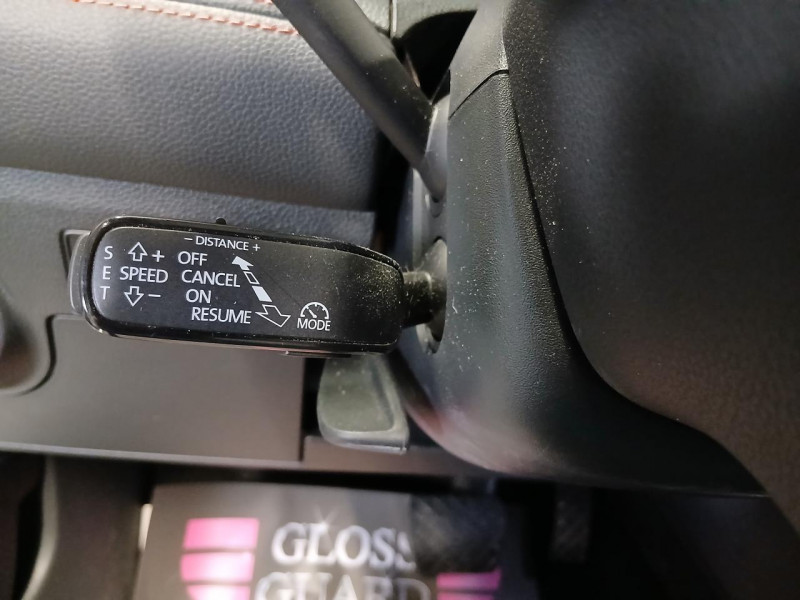 − DISTANCE +
S + OFF
E SPEED CANCEL
T − ON
RESUME
MODE
GLOSS
GUARD